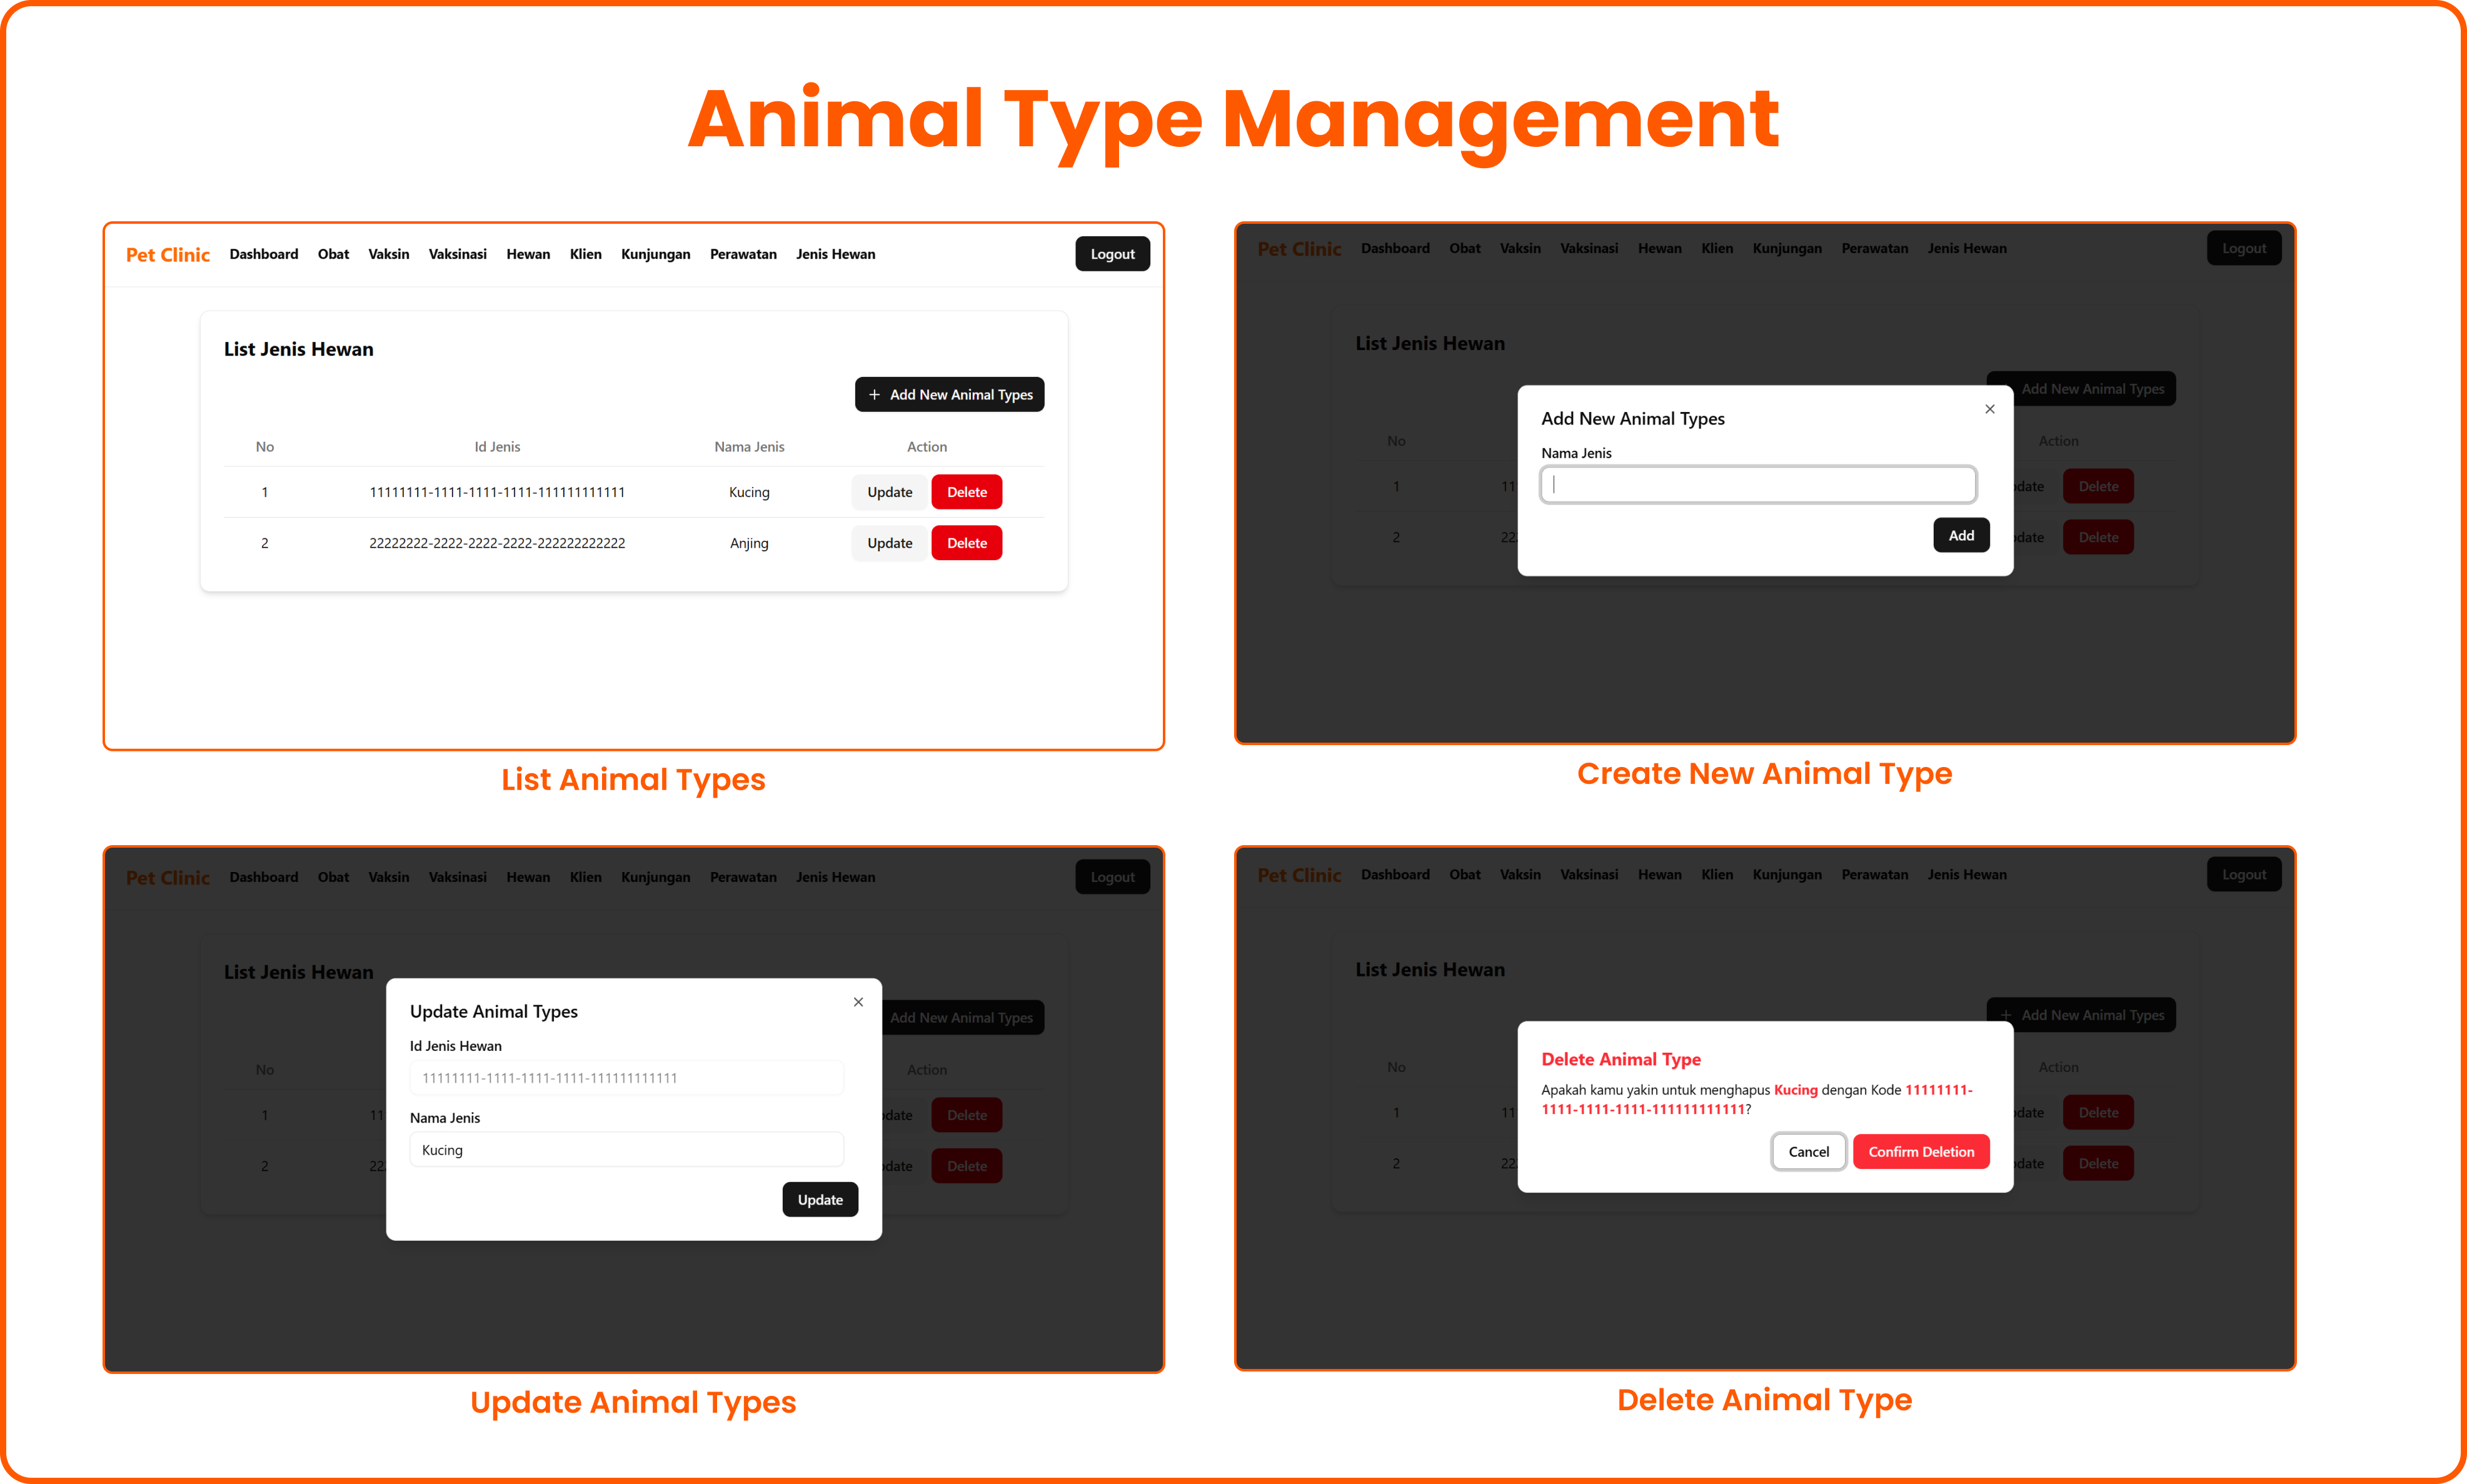 Animal Type Management
Pet Clinic Dashboard Obat Vaksin Vaksinasi Hewan Klien Kunjungan Perawatan Jenis Hewan Logout
List Jenis Hewan
+ Add New Animal Types
No Id Jenis Nama Jenis Action
1 11111111-1111-1111-1111-111111111111 Kucing Update Delete
2 22222222-2222-2222-2222-222222222222 Anjing Update Delete
List Animal Types
Pet Clinic Dashboard Obat Vaksin Vaksinasi Hewan Klien Kunjungan Perawatan Jenis Hewan Logout
List Jenis Hewan
Add New Animal Types
No Action
1 11 date Delete
2 22 date Delete
Add New Animal Types
Nama Jenis
Add
Create New Animal Type
Pet Clinic Dashboard Obat Vaksin Vaksinasi Hewan Klien Kunjungan Perawatan Jenis Hewan Logout
List Jenis Hewan
Add New Animal Types
No Action
1 11 date Delete
2 22 date Delete
Update Animal Types
Id Jenis Hewan
11111111-1111-1111-1111-111111111111
Nama Jenis
Kucing
Update
Update Animal Types
Pet Clinic Dashboard Obat Vaksin Vaksinasi Hewan Klien Kunjungan Perawatan Jenis Hewan Logout
List Jenis Hewan
+ Add New Animal Types
No Action
1 11 date Delete
2 22 date Delete
Delete Animal Type
Apakah kamu yakin untuk menghapus Kucing dengan Kode 11111111-
1111-1111-1111-111111111111?
Cancel Confirm Deletion
Delete Animal Type